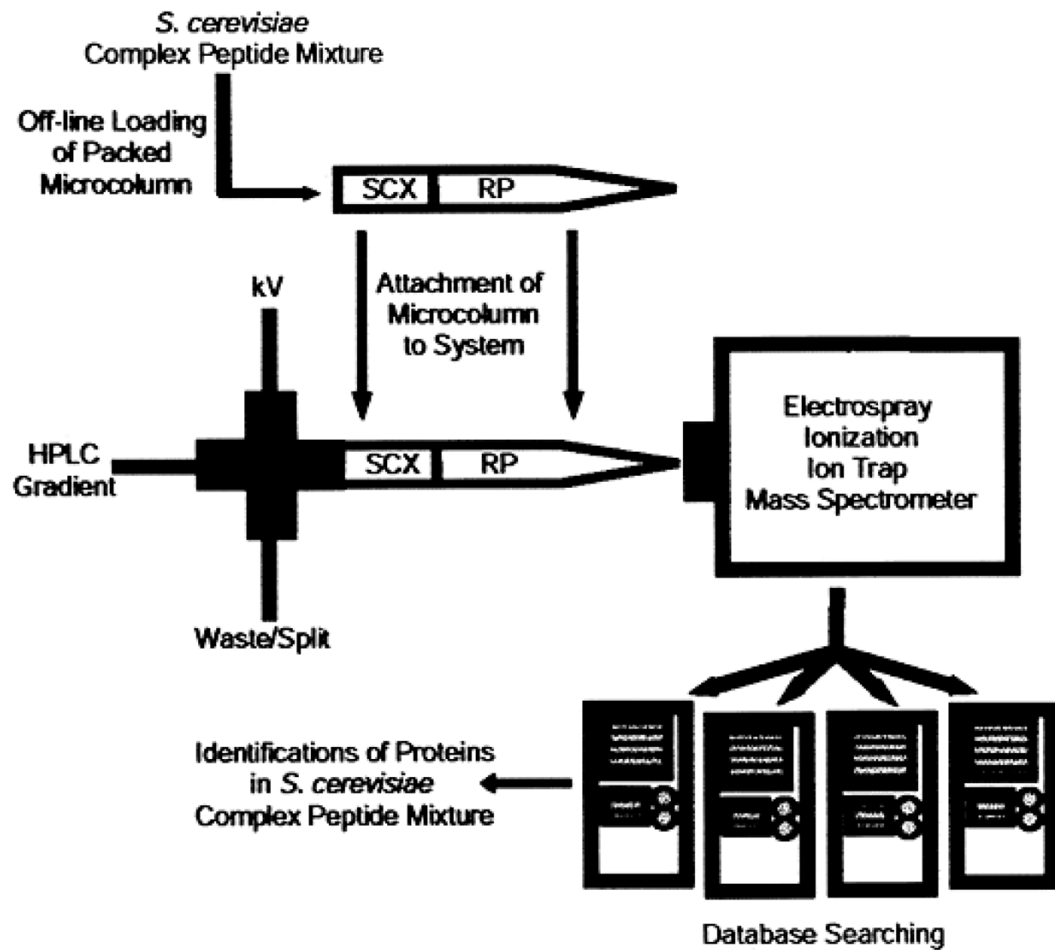 S. cerevisiae
Complex Peptide Mixture
Off-line Loading
of Packed
Microcolumn
SCX
RP
Attachment of
Microcolumn
to System
kV
HPLC
Gradient
SCX
RP
Waste/Split
Electrospray
Ionization
Ion Trap
Mass Spectrometer
Identifications of Proteins
in S. cerevisiae
Complex Peptide Mixture
Database Searching